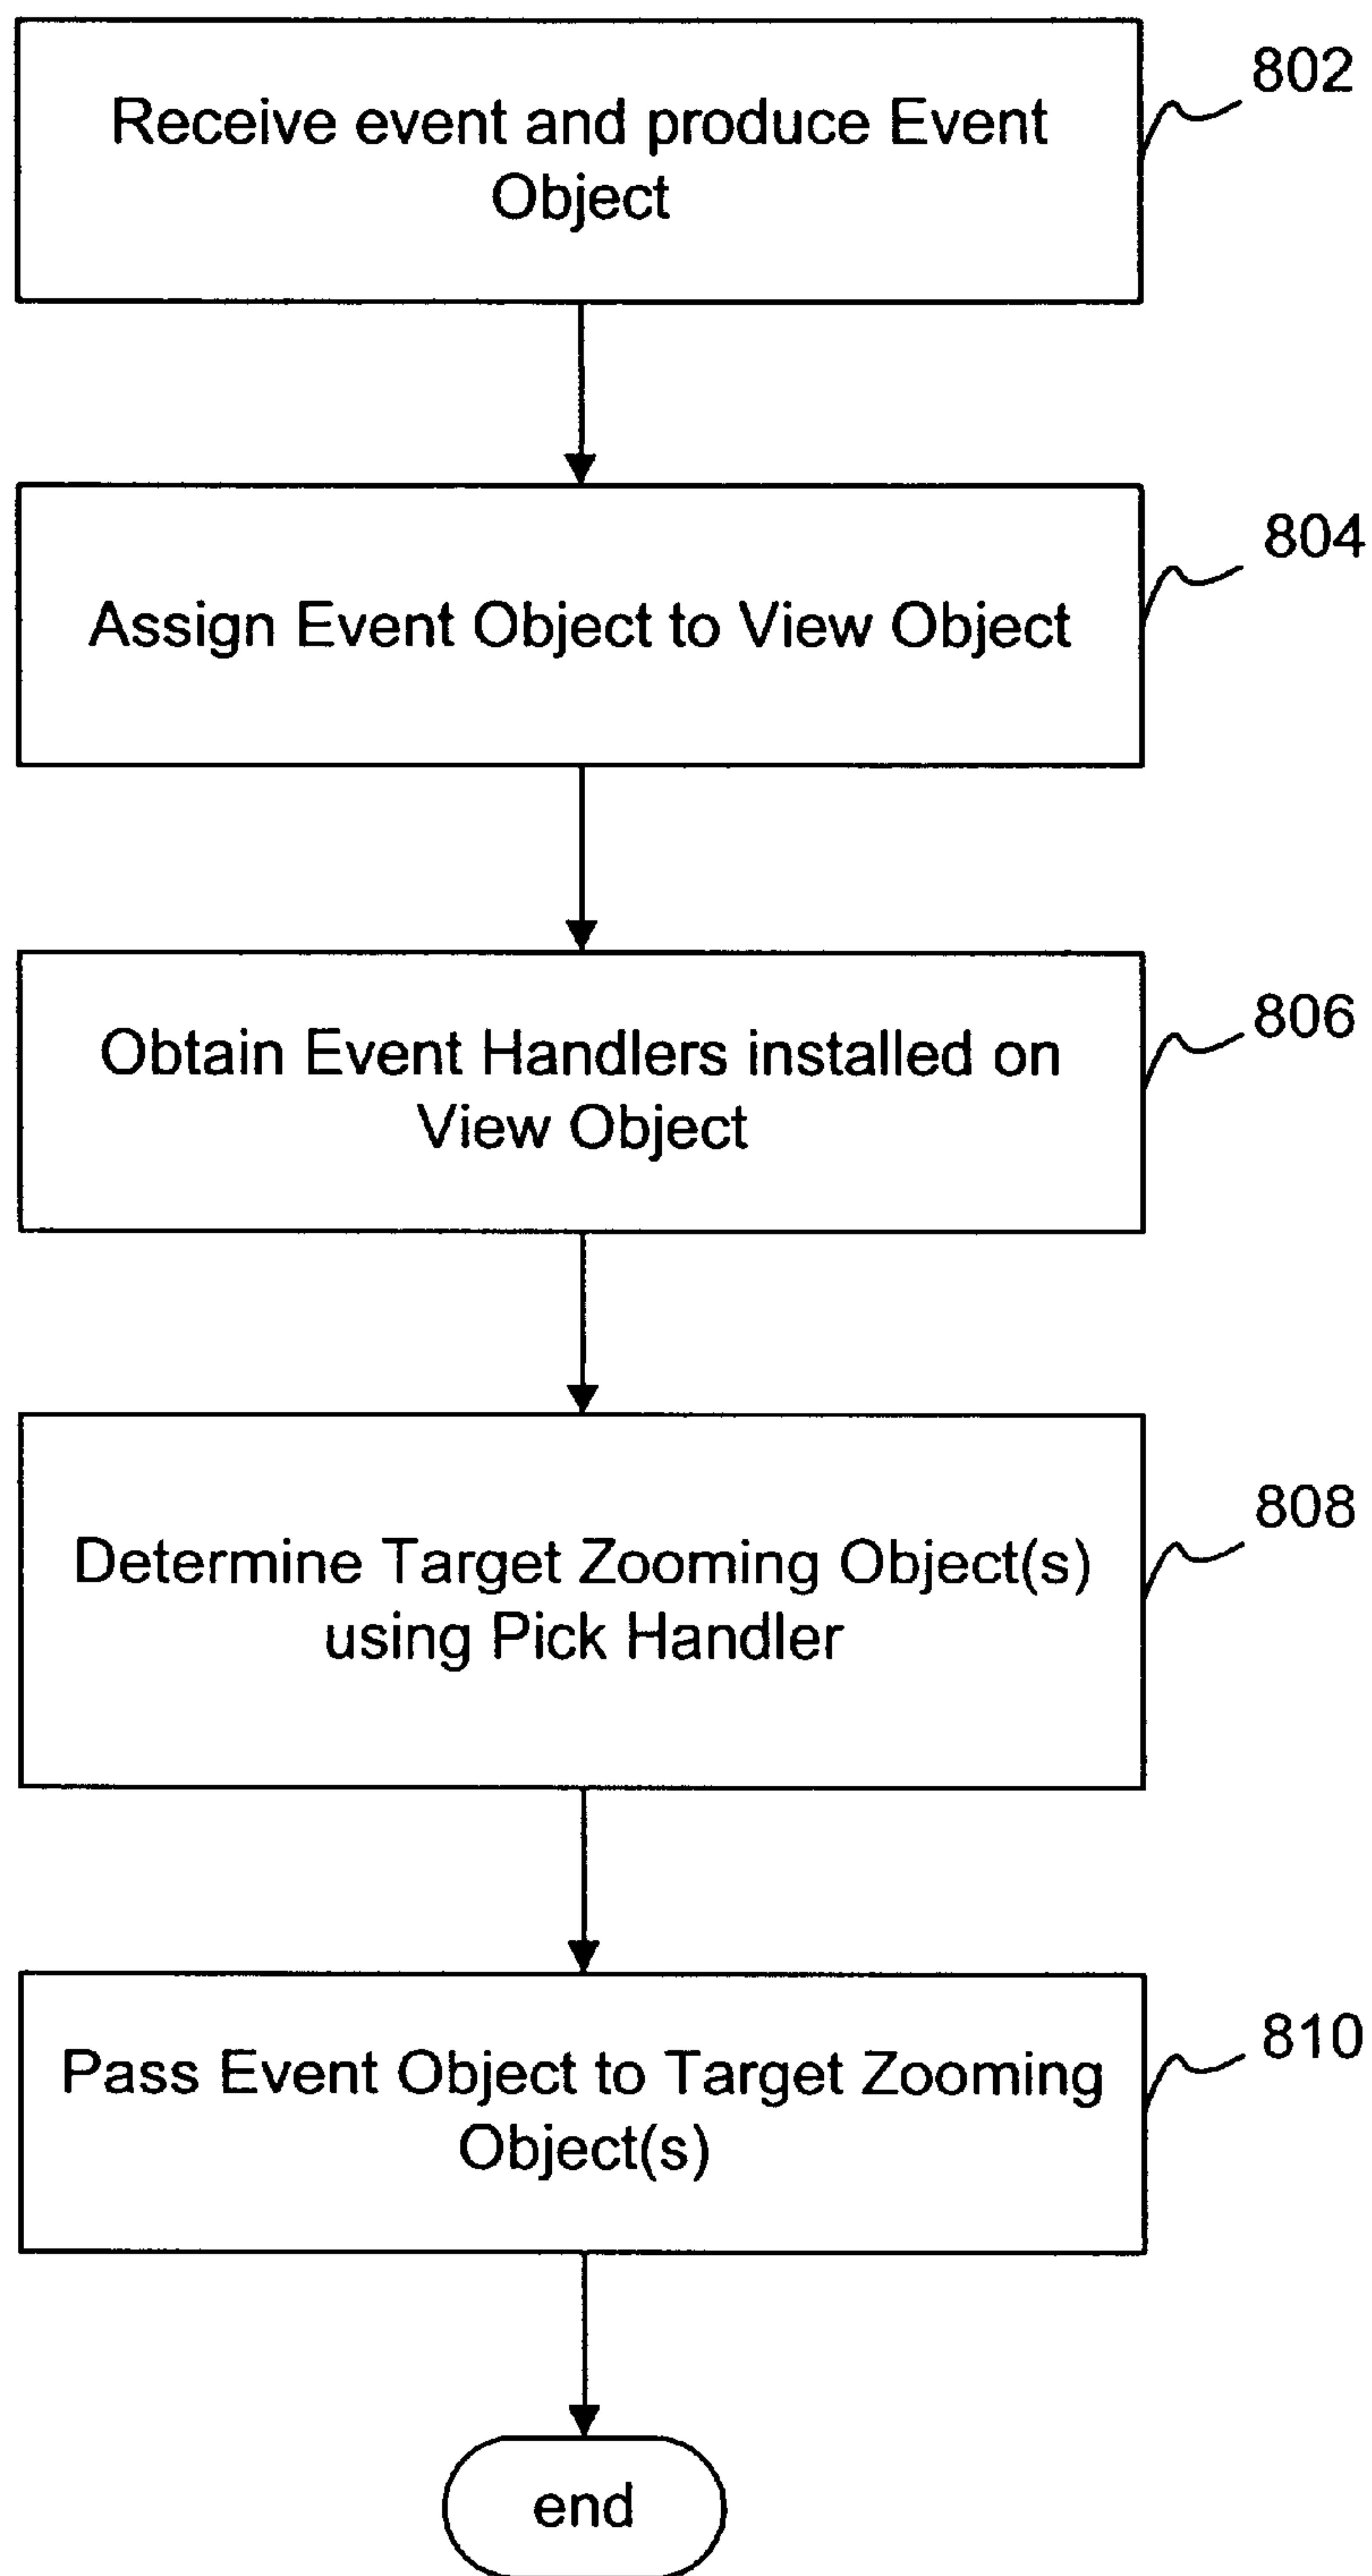 Receive event and produce Event
Object
802
Assign Event Object to View Object
804
Obtain Event Handlers installed on
View Object
806
Determine Target Zooming Object(s)
using Pick Handler
808
Pass Event Object to Target Zooming
Object(s)
810
end